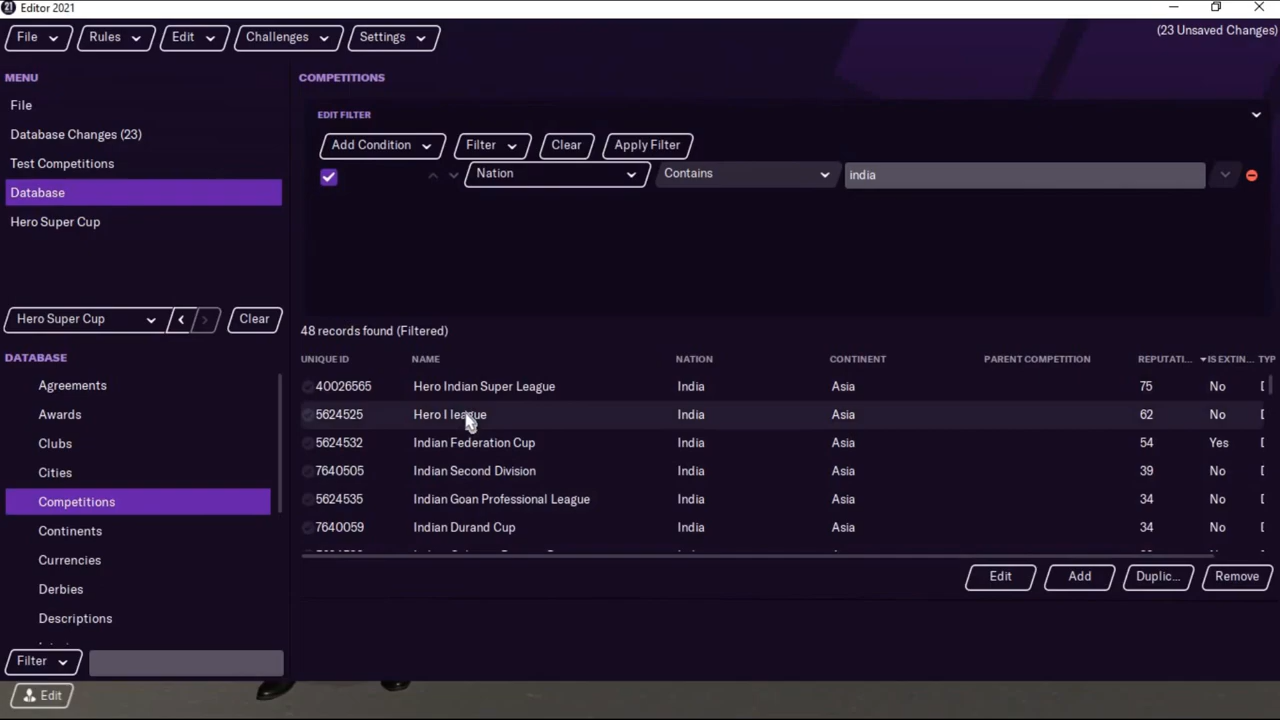 Editor 2021
File
Rules
Edit
Challenges
Settings
(23 Unsaved Changes)
MENU
File
Database Changes (23)
Test Competitions
Database
Hero Super Cup
Hero Super Cup
Clear
DATABASE
Agreements
Awards
Clubs
Cities
Competitions
Continents
Currencies
Derbies
Descriptions
Filter
Edit
COMPETITIONS
EDIT FILTER
Add Condition
Filter
Clear
Apply Filter
Nation
Contains
india
48 records found (Filtered)
UNIQUE ID NAME NATION CONTINENT PARENT COMPETITION REPUTATI... IS EXTIN... TYP
40026565 Hero Indian Super League India Asia 75 No
5624525 Hero I league India Asia 62 No
5624532 Indian Federation Cup India Asia 54 Yes
7640505 Indian Second Division India Asia 39 No
5624535 Indian Goan Professional League India Asia 34 No
7640059 Indian Durand Cup India Asia 34 No
Edit
Add
Duplic...
Remove